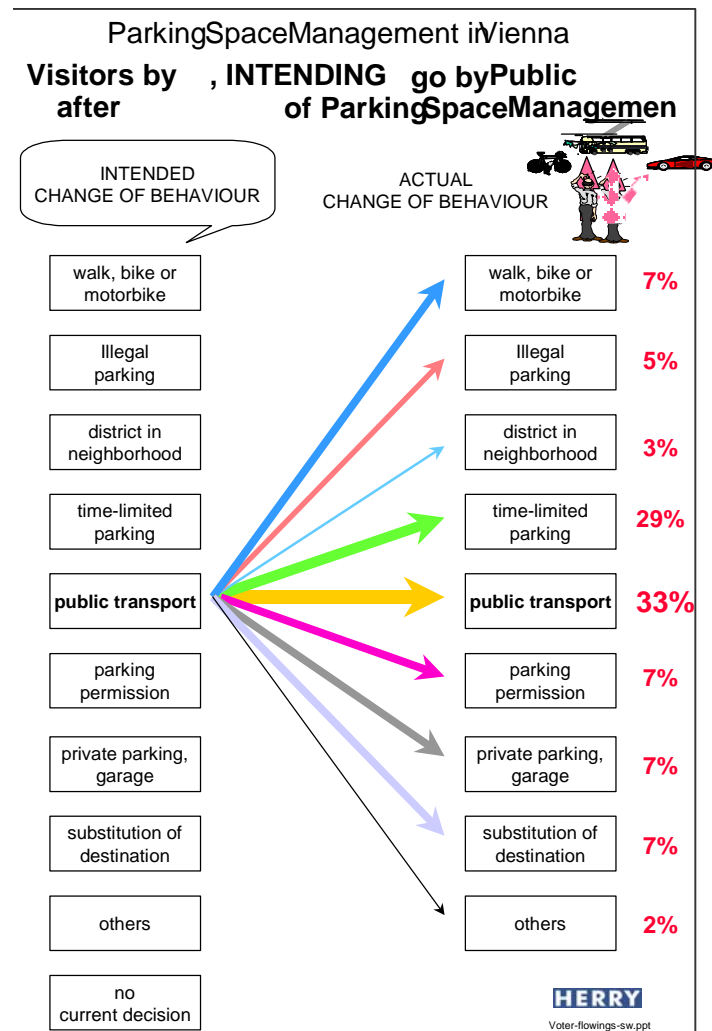 ParkingSpaceManagement inVienna
Visitors by , INTENDING go byPublic
after of ParkingSpaceManagemen
INTENDED
CHANGE OF BEHAVIOUR
ACTUAL
CHANGE OF BEHAVIOUR
walk, bike or
motorbike
walk, bike or
motorbike
7%
Illegal
parking
Illegal
parking
5%
district in
neighborhood
district in
neighborhood
3%
time-limited
parking
time-limited
parking
29%
public transport
public transport
33%
parking
permission
parking
permission
7%
private parking,
garage
private parking,
garage
7%
substitution of
destination
substitution of
destination
7%
others
others
2%
no
current decision
HERRY
Voter-flowings-sw.ppt